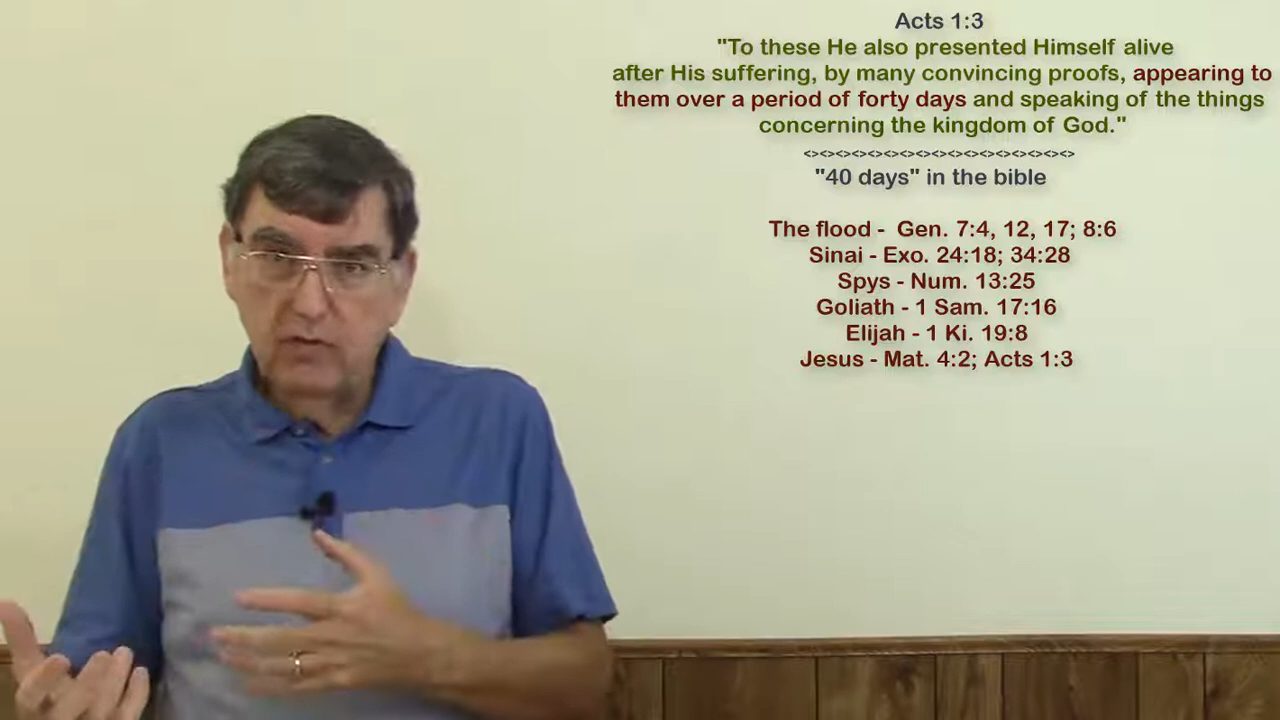 Acts 1:3
"To these He also presented Himself alive
after His suffering, by many convincing proofs, appearing to
them over a period of forty days and speaking of the things
concerning the kingdom of God."
<><><><><><><><><><><><><><><><><>
"40 days" in the bible
The flood - Gen. 7:4, 12, 17; 8:6
Sinai - Exo. 24:18; 34:28
Spys - Num. 13:25
Goliath - 1 Sam. 17:16
Elijah - 1 Ki. 19:8
Jesus - Mat. 4:2; Acts 1:3